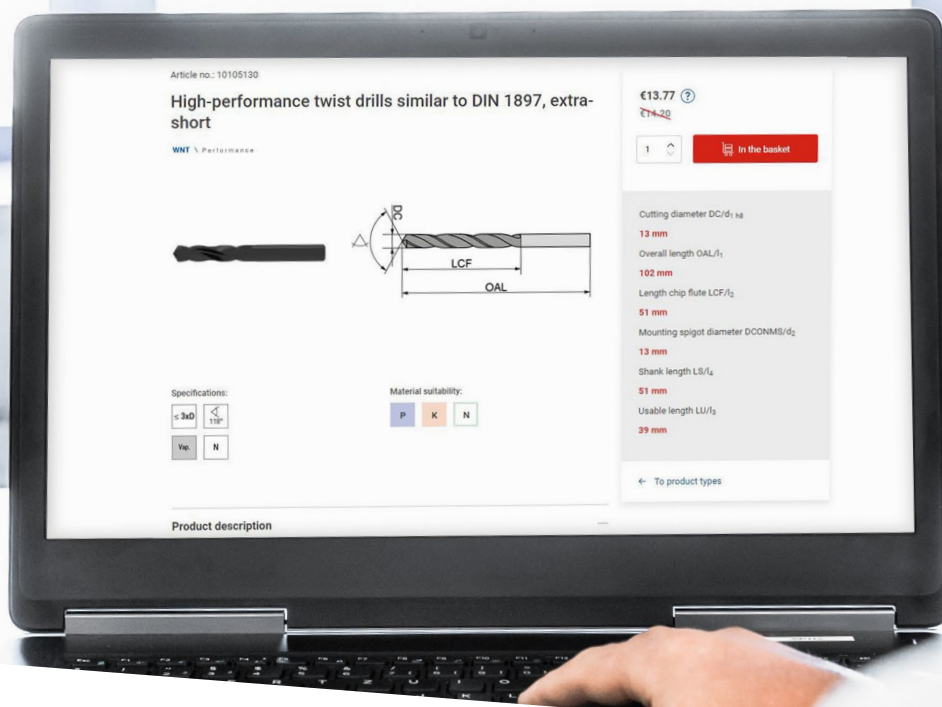 Article no.: 10105130
High-performance twist drills similar to DIN 1897, extra-
short
WNT \ Performance
DC
LCF
OAL
Specifications:
≤ 3xD
118°
Vap.
N
Material suitability:
P K N
Product description
€13.77 ?
€14.20
1
In the basket
Cutting diameter DC/d1 h8
13 mm
Overall length OAL/l1
102 mm
Length chip flute LCF/l2
51 mm
Mounting spigot diameter DCONMS/d2
13 mm
Shank length LS/l4
51 mm
Usable length LU/l3
39 mm
← To product types